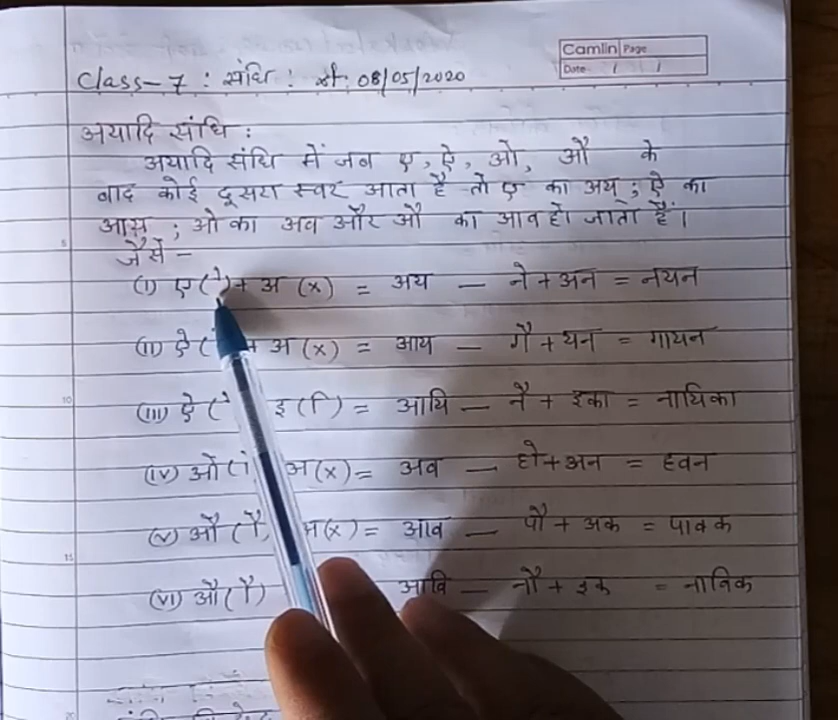 Camlin Page
Date / /
Class-7 : संधि : दि. 08/05/2020
अयादि संधि :
अयादि संधि में जब ए, ऐ, ओ, औ के
बाद कोई दूसरा स्वर आता है तो ए का अय् ; ऐ का
आय् ; ओ का अव और औ का आव हो जाता है।
जैसे -
(i) ए(े) + अ (x) = अय - ने + अन = नयन
(ii) ऐ ( + अ (x) = आय - गै + यन = गायन
(iii) ऐ (ै इ (ि) = आयि - नै + इका = नायिका
(iv) ओ(ो अ(x) = अव - हो + अन = हवन
(v) औ (ौ) अ(x) = आव - पौ + अक = पावक
(vi) औ(ौ) आवि - नौ + इक = नाविक